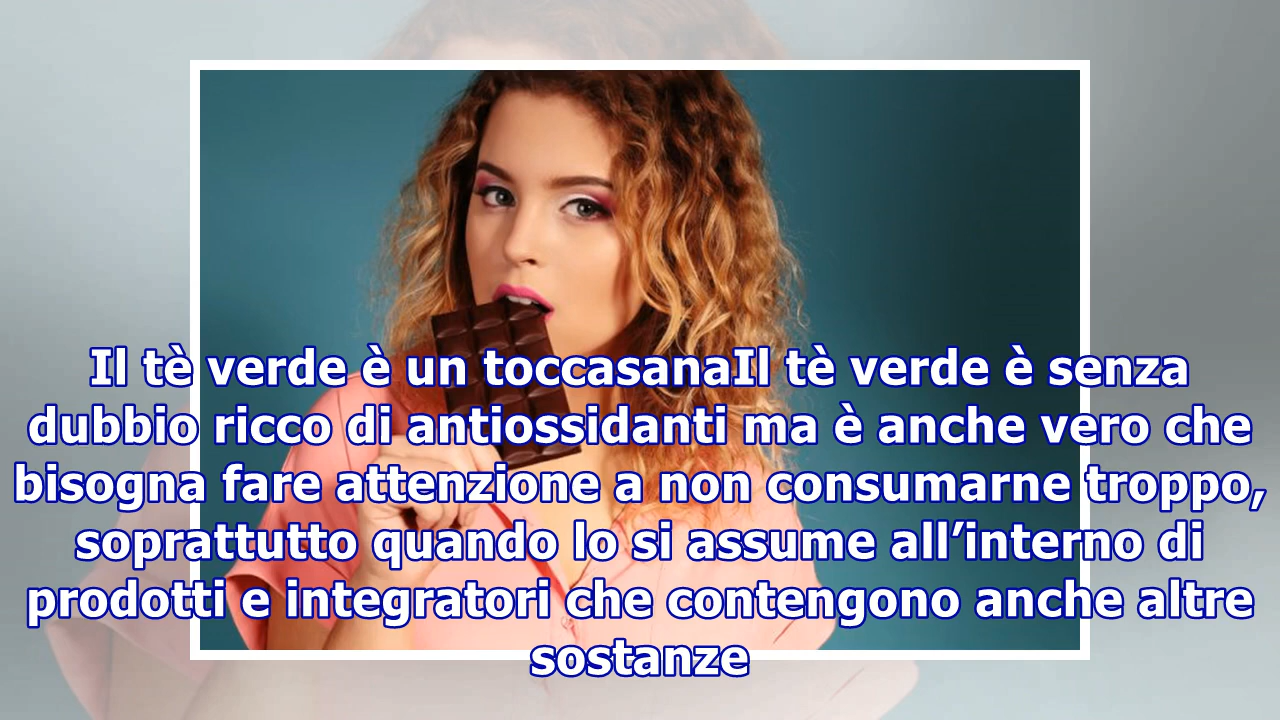 Il tè verde è un toccasanaIl tè verde è senza
dubbio ricco di antiossidanti ma è anche vero che
bisogna fare attenzione a non consumarne troppo,
soprattutto quando lo si assume all’interno di
prodotti e integratori che contengono anche altre
sostanze